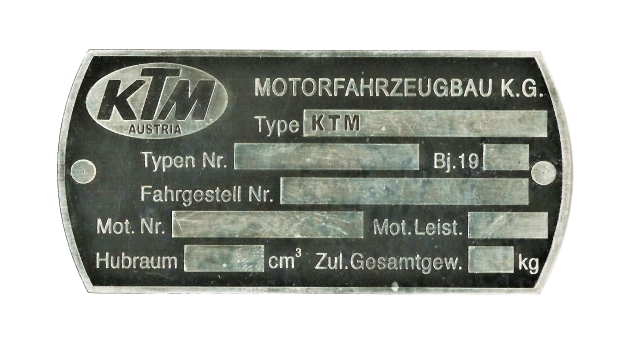 KTM
AUSTRIA
MOTORFAHRZEUGBAU K.G.
Type KTM
Typen Nr. Bj.19
Fahrgestell Nr.
Mot. Nr. Mot.Leist.
Hubraum cm³ Zul.Gesamtgew. kg